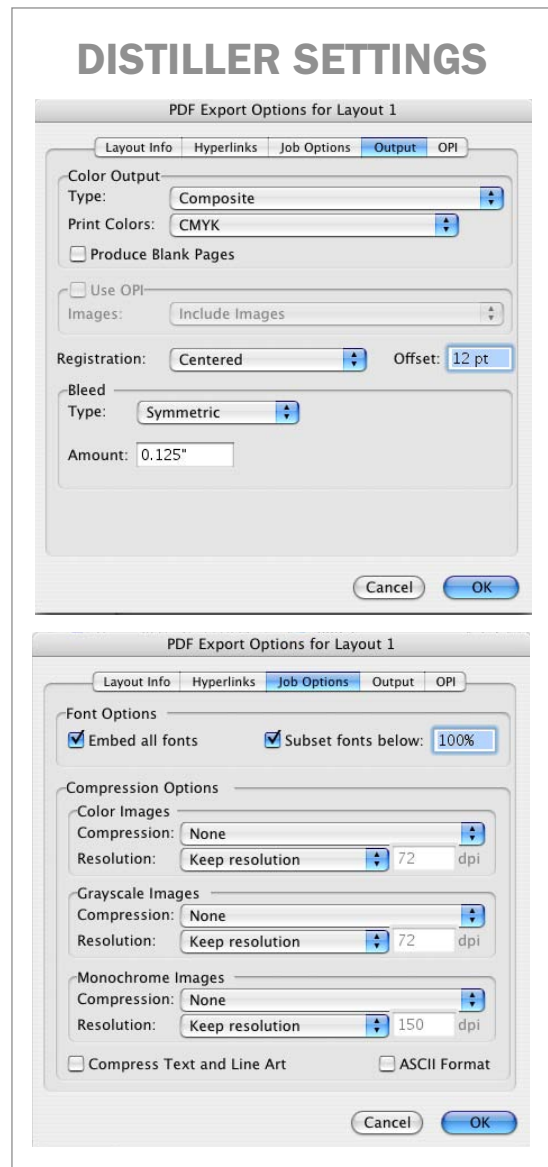 DISTILLER SETTINGS
PDF Export Options for Layout 1
Layout Info Hyperlinks Job Options Output OPI
Color Output
Type: Composite
Print Colors: CMYK
Produce Blank Pages
Use OPI
Images: Include Images
Registration: Centered Offset: 12 pt
Bleed
Type: Symmetric
Amount: 0.125"
Cancel OK
PDF Export Options for Layout 1
Layout Info Hyperlinks Job Options Output OPI
Font Options
Embed all fonts Subset fonts below: 100%
Compression Options
Color Images
Compression: None
Resolution: Keep resolution 72 dpi
Grayscale Images
Compression: None
Resolution: Keep resolution 72 dpi
Monochrome Images
Compression: None
Resolution: Keep resolution 150 dpi
Compress Text and Line Art ASCII Format
Cancel OK